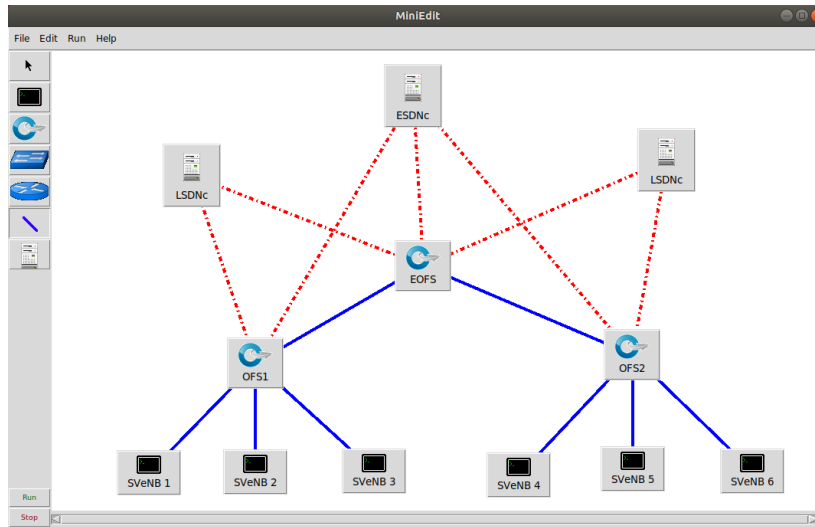 MiniEdit
File Edit Run Help
ESDNc
LSDNc
LSDNc
EOFS
OFS1
OFS2
SVeNB 1
SVeNB 2
SVeNB 3
SVeNB 4
SVeNB 5
SVeNB 6
Run
Stop